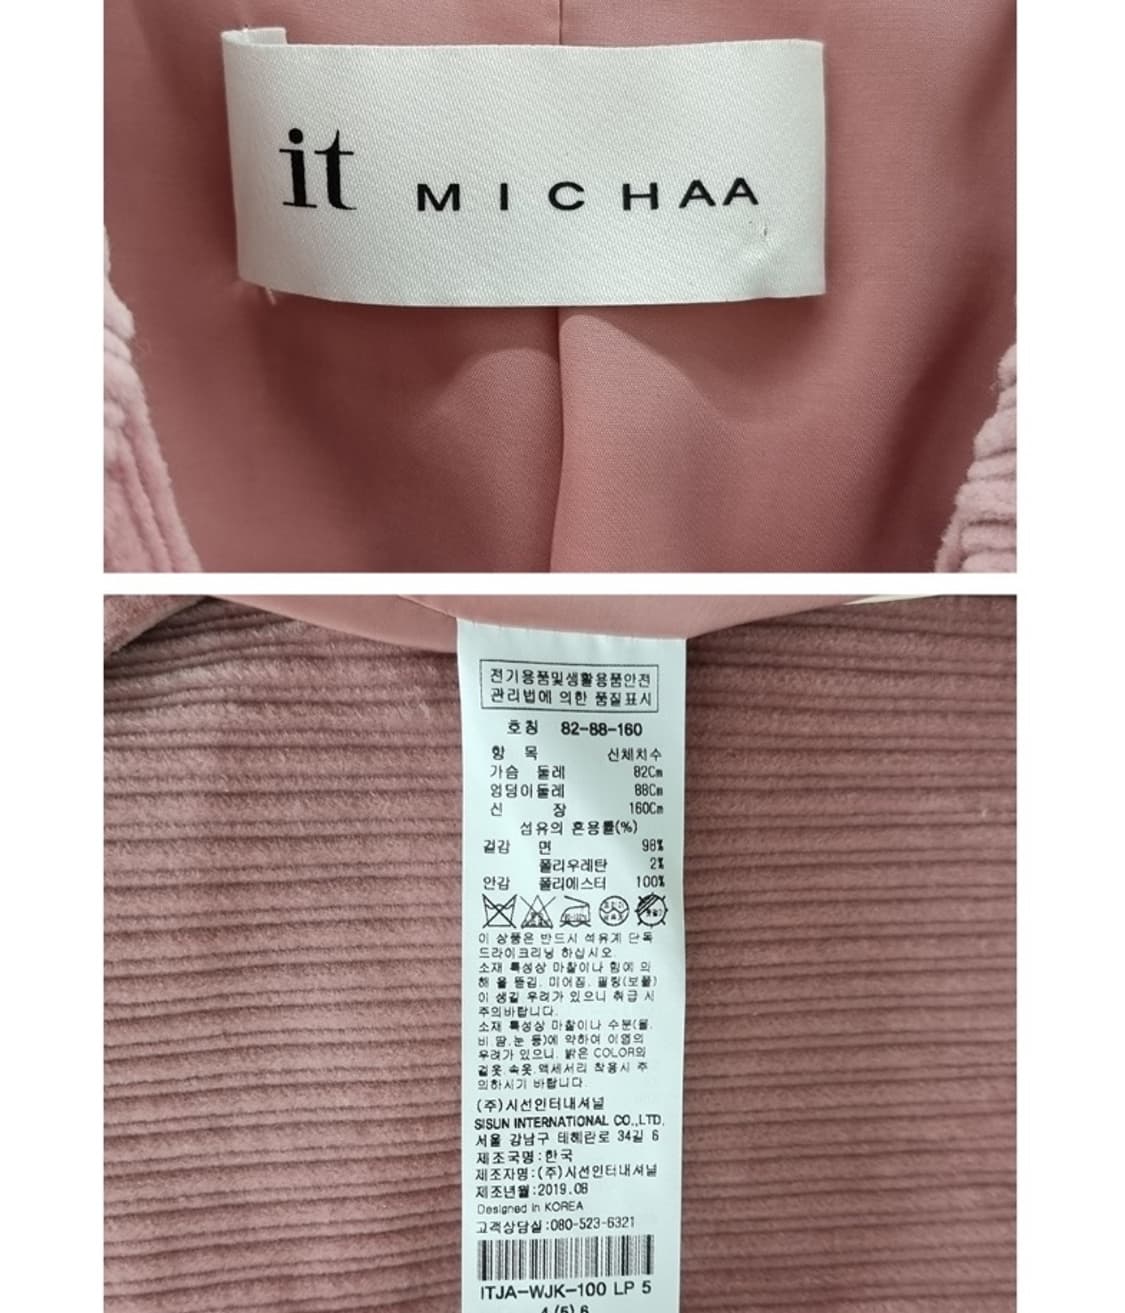 it MICHAA
전기용품및생활용품안전
관리법에 의한 품질표시
호칭 82-88-160
항 목 신체치수
가슴 둘레 82Cm
엉덩이둘레 88Cm
신 장 160Cm
섬유의 혼용률(%)
겉감 면 98%
폴리우레탄 2%
안감 폴리에스터 100%
이 상품은 반드시 석유계 단독
드라이크리닝 하십시오.
소재 특성상 마찰이나 힘에 의
해 올 뜯김, 미어짐, 필링(보풀)
이 생길 우려가 있으니 취급 시
주의바랍니다.
소재 특성상 마찰이나 수분(물,
비 땀,눈 등)에 약하여 이염의
우려가 있으니, 밝은 COLOR의
겉옷,속옷,액세서리 착용시 주
의하시기 바랍니다.
(주)시선인터내셔널
SISUN INTERNATIONAL CO.,LTD.
서울 강남구 테헤란로 34길 6
제조국명:한국
제조자명:(주)시선인터내셔널
제조년월:2019.08
Designed in KOREA
고객상담실:080-523-6321
ITJA-WJK-100 LP 5
4 (5) 6